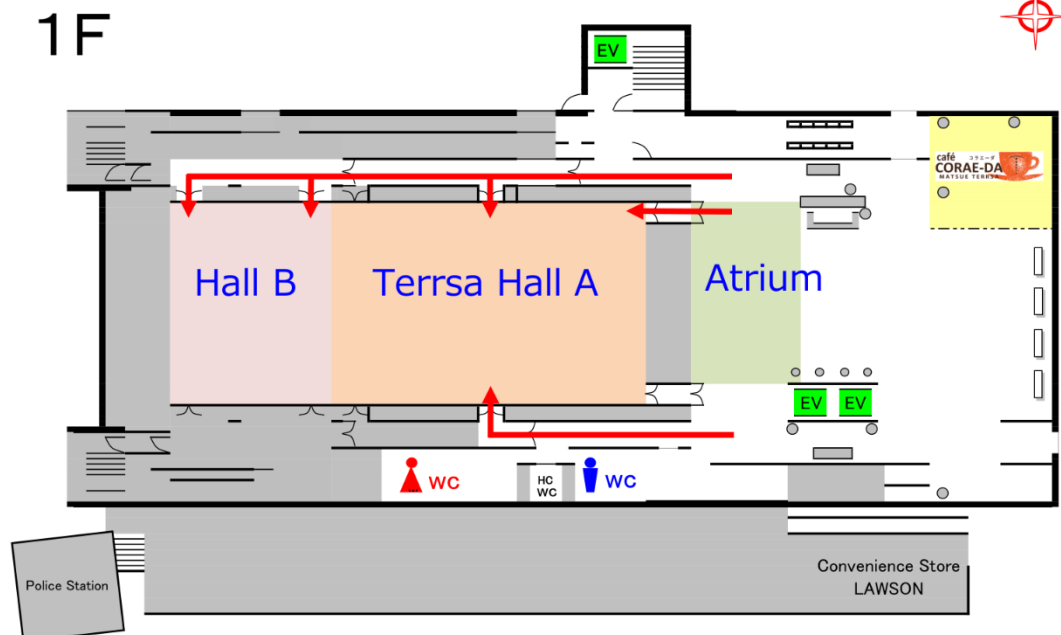 1F
EV
café コラエーダ
CORAE-DA
MATSUE TERRSA
Hall B
Terrsa Hall A
Atrium
EV
EV
WC
HC
WC
WC
Police Station
Convenience Store
LAWSON